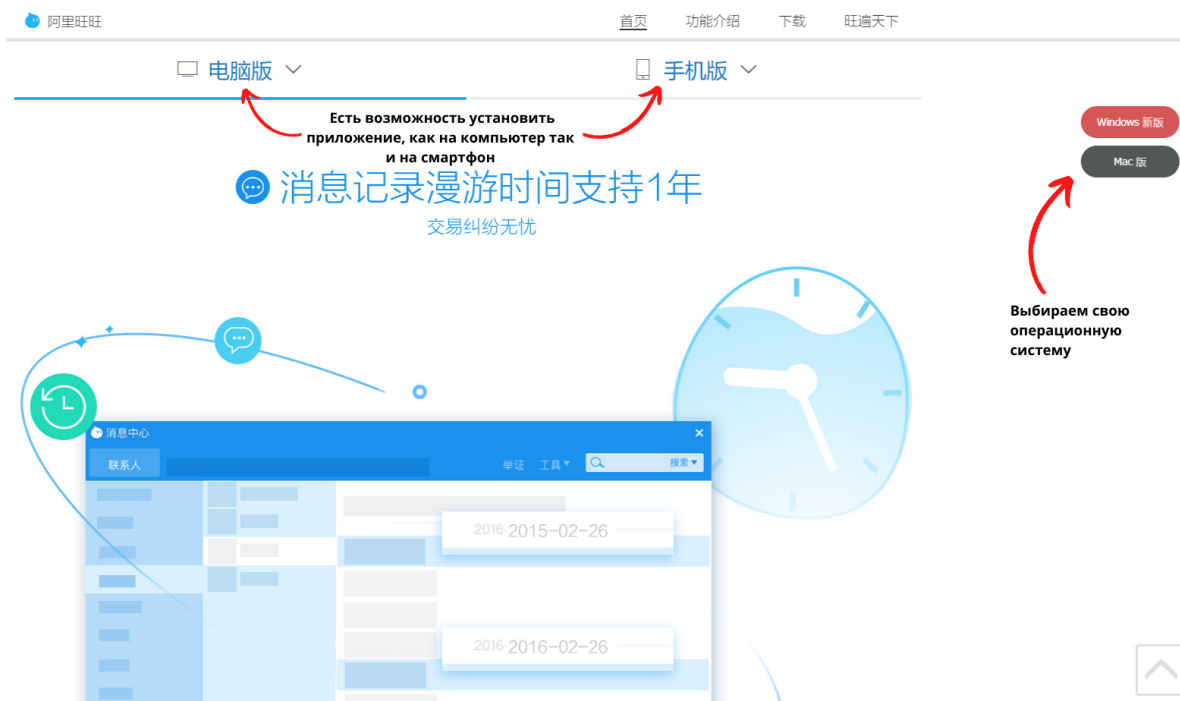 阿里旺旺
首页 功能介绍 下载 旺遍天下
电脑版 手机版
Есть возможность установить
приложение, как на компьютер так
и на смартфон
Windows 新版
Mac 版
消息记录漫游时间支持1年
交易纠纷无忧
Выбираем свою
операционную
систему
消息中心
联系人 举证 工具 搜索
2016-2015-02-26
2016-2016-02-26